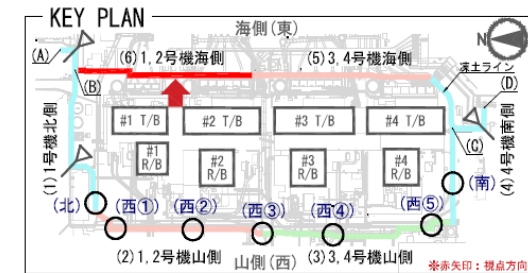 KEY PLAN
海側(東)
N
(A)
(6)1,2号機海側
(5)3,4号機海側
凍土ライン
(B)
(D)
#1 T/B
#2 T/B
#3 T/B
#4 T/B
(1)1号機北側
#1
R/B
#2
R/B
#3
R/B
#4
R/B
(C)
(4)4号機南側
(北)
(西①)
(西②)
(西③)
(西④)
(西⑤)
(南)
(2)1,2号機山側
山側(西)
(3)3,4号機山側
※赤矢印:視点方向